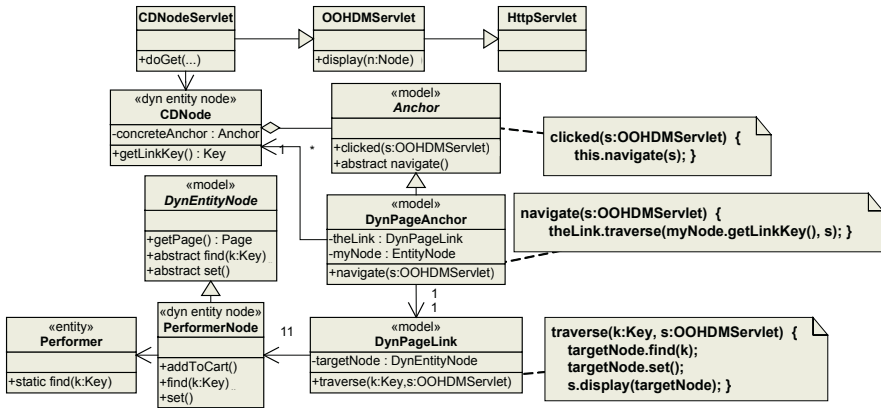 CDNodeServlet
+doGet(...)
OOHDMServlet
+display(n:Node)
HttpServlet
«dyn entity node»
CDNode
-concreteAnchor : Anchor
+getLinkKey() : Key
1
*
«model»
Anchor
+clicked(s:OOHDMServlet)
+abstract navigate()
clicked(s:OOHDMServlet) {
this.navigate(s); }
«model»
DynEntityNode
+getPage() : Page
+abstract find(k:Key)
+abstract set()
«model»
DynPageAnchor
-theLink : DynPageLink
-myNode : EntityNode
+navigate(s:OOHDMServlet)
navigate(s:OOHDMServlet) {
theLink.traverse(myNode.getLinkKey(), s); }
1
1
«entity»
Performer
+static find(k:Key)
«dyn entity node»
PerformerNode
+addToCart()
+find(k:Key)
+set()
11
«model»
DynPageLink
-targetNode : DynEntityNode
+traverse(k:Key,s:OOHDMServlet)
traverse(k:Key, s:OOHDMServlet) {
targetNode.find(k);
targetNode.set();
s.display(targetNode); }